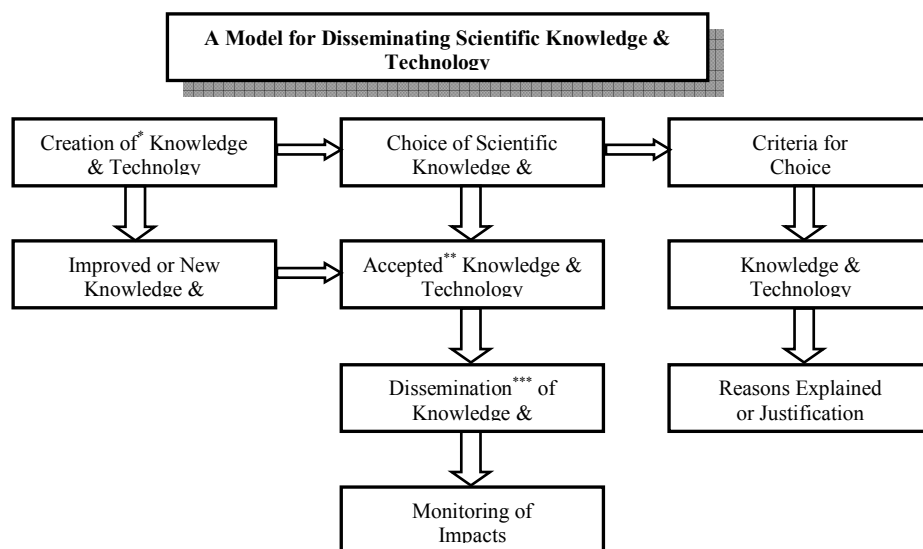 A Model for Disseminating Scientific Knowledge &
Technology
Creation of* Knowledge
& Technolgy
Choice of Scientific
Knowledge &
Criteria for
Choice
Improved or New
Knowledge &
Accepted** Knowledge &
Technology
Knowledge &
Technology
Dissemination*** of
Knowledge &
Reasons Explained
or Justification
Monitoring of
Impacts